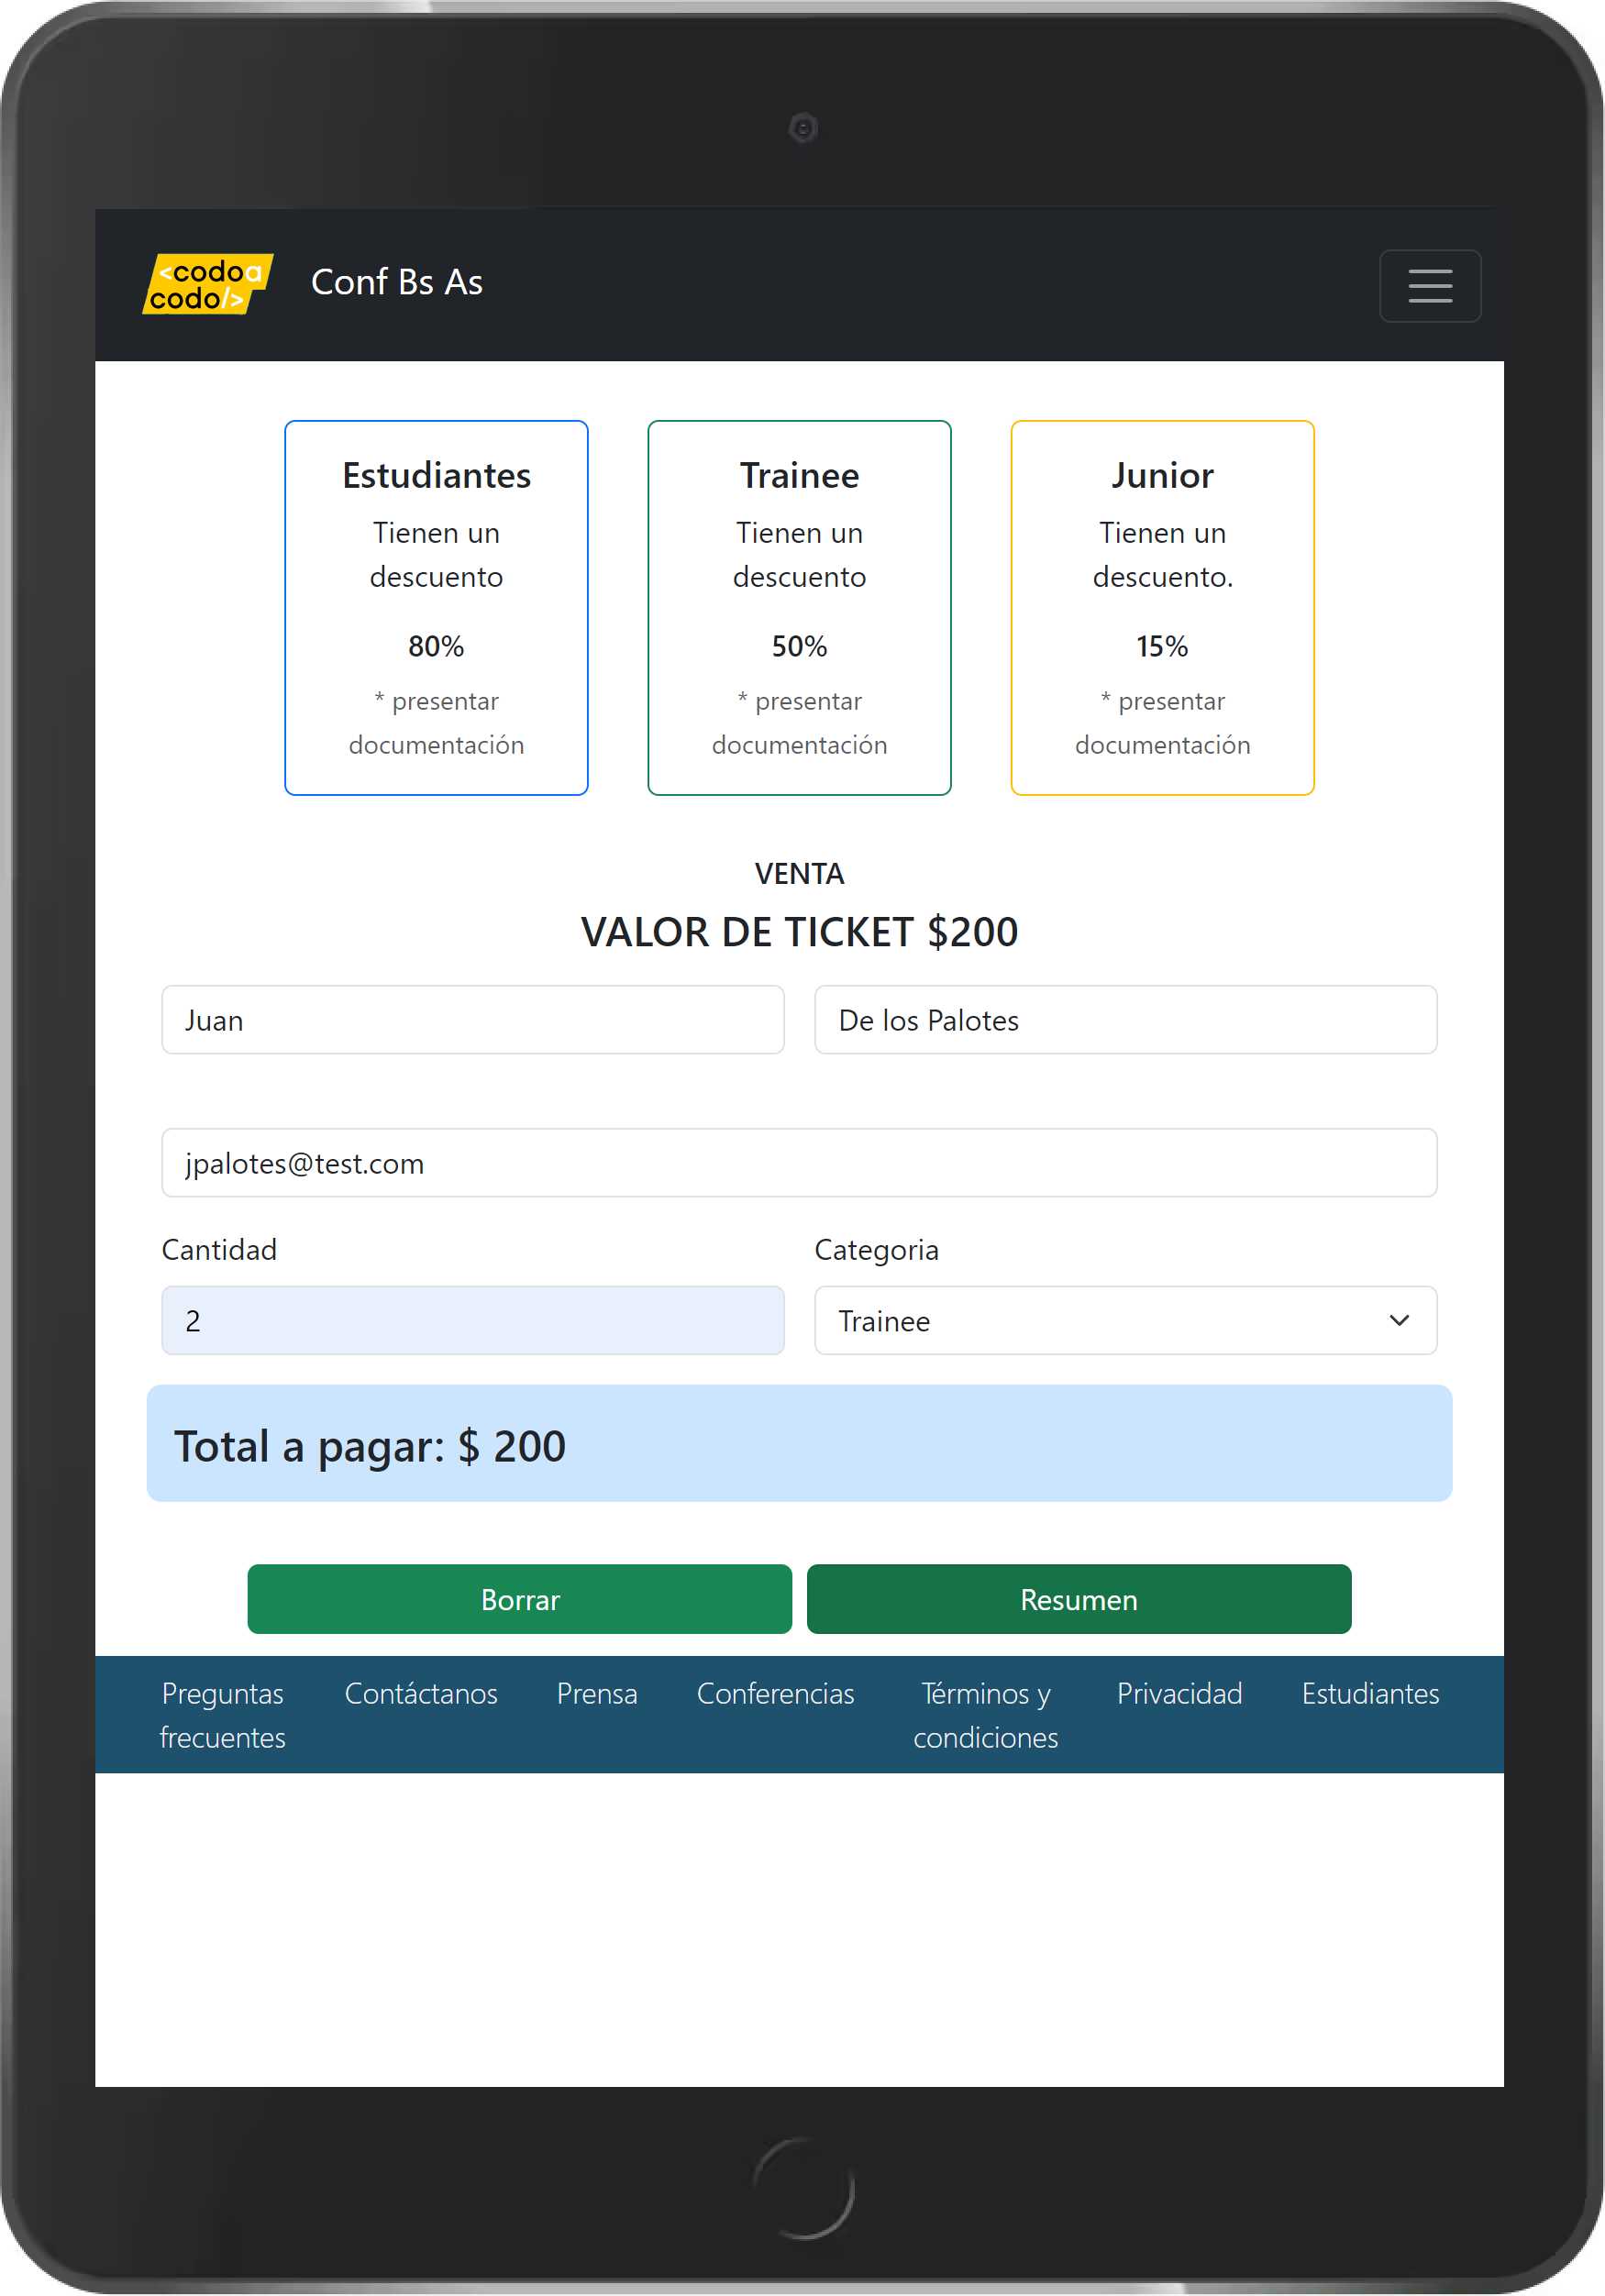 <codo a
codo/>
Conf Bs As
Estudiantes
Tienen un
descuento
80%
* presentar
documentación
Trainee
Tienen un
descuento
50%
* presentar
documentación
Junior
Tienen un
descuento.
15%
* presentar
documentación
VENTA
VALOR DE TICKET $200
Juan
De los Palotes
jpalotes@test.com
Cantidad
Categoria
2
Trainee
Total a pagar: $ 200
Borrar
Resumen
Preguntas
frecuentes
Contáctanos
Prensa
Conferencias
Términos y
condiciones
Privacidad
Estudiantes